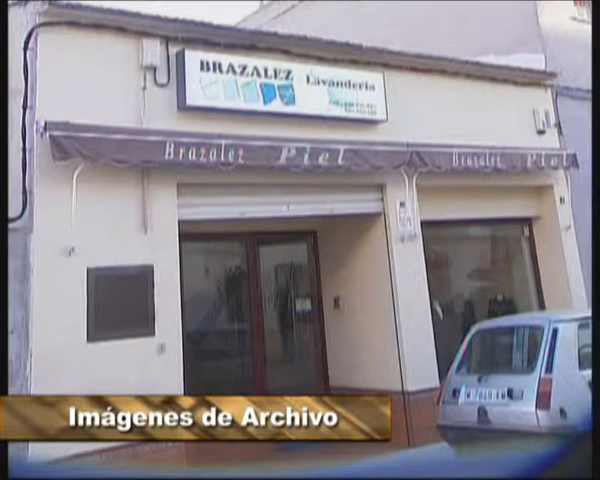 BRAZALEZ
Lavandería
Brazalez Piel
Brazalez Piel
Imágenes de Archivo